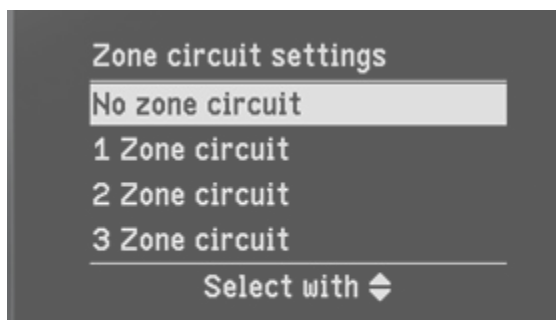 Zone circuit settings
No zone circuit
1 Zone circuit
2 Zone circuit
3 Zone circuit
Select with